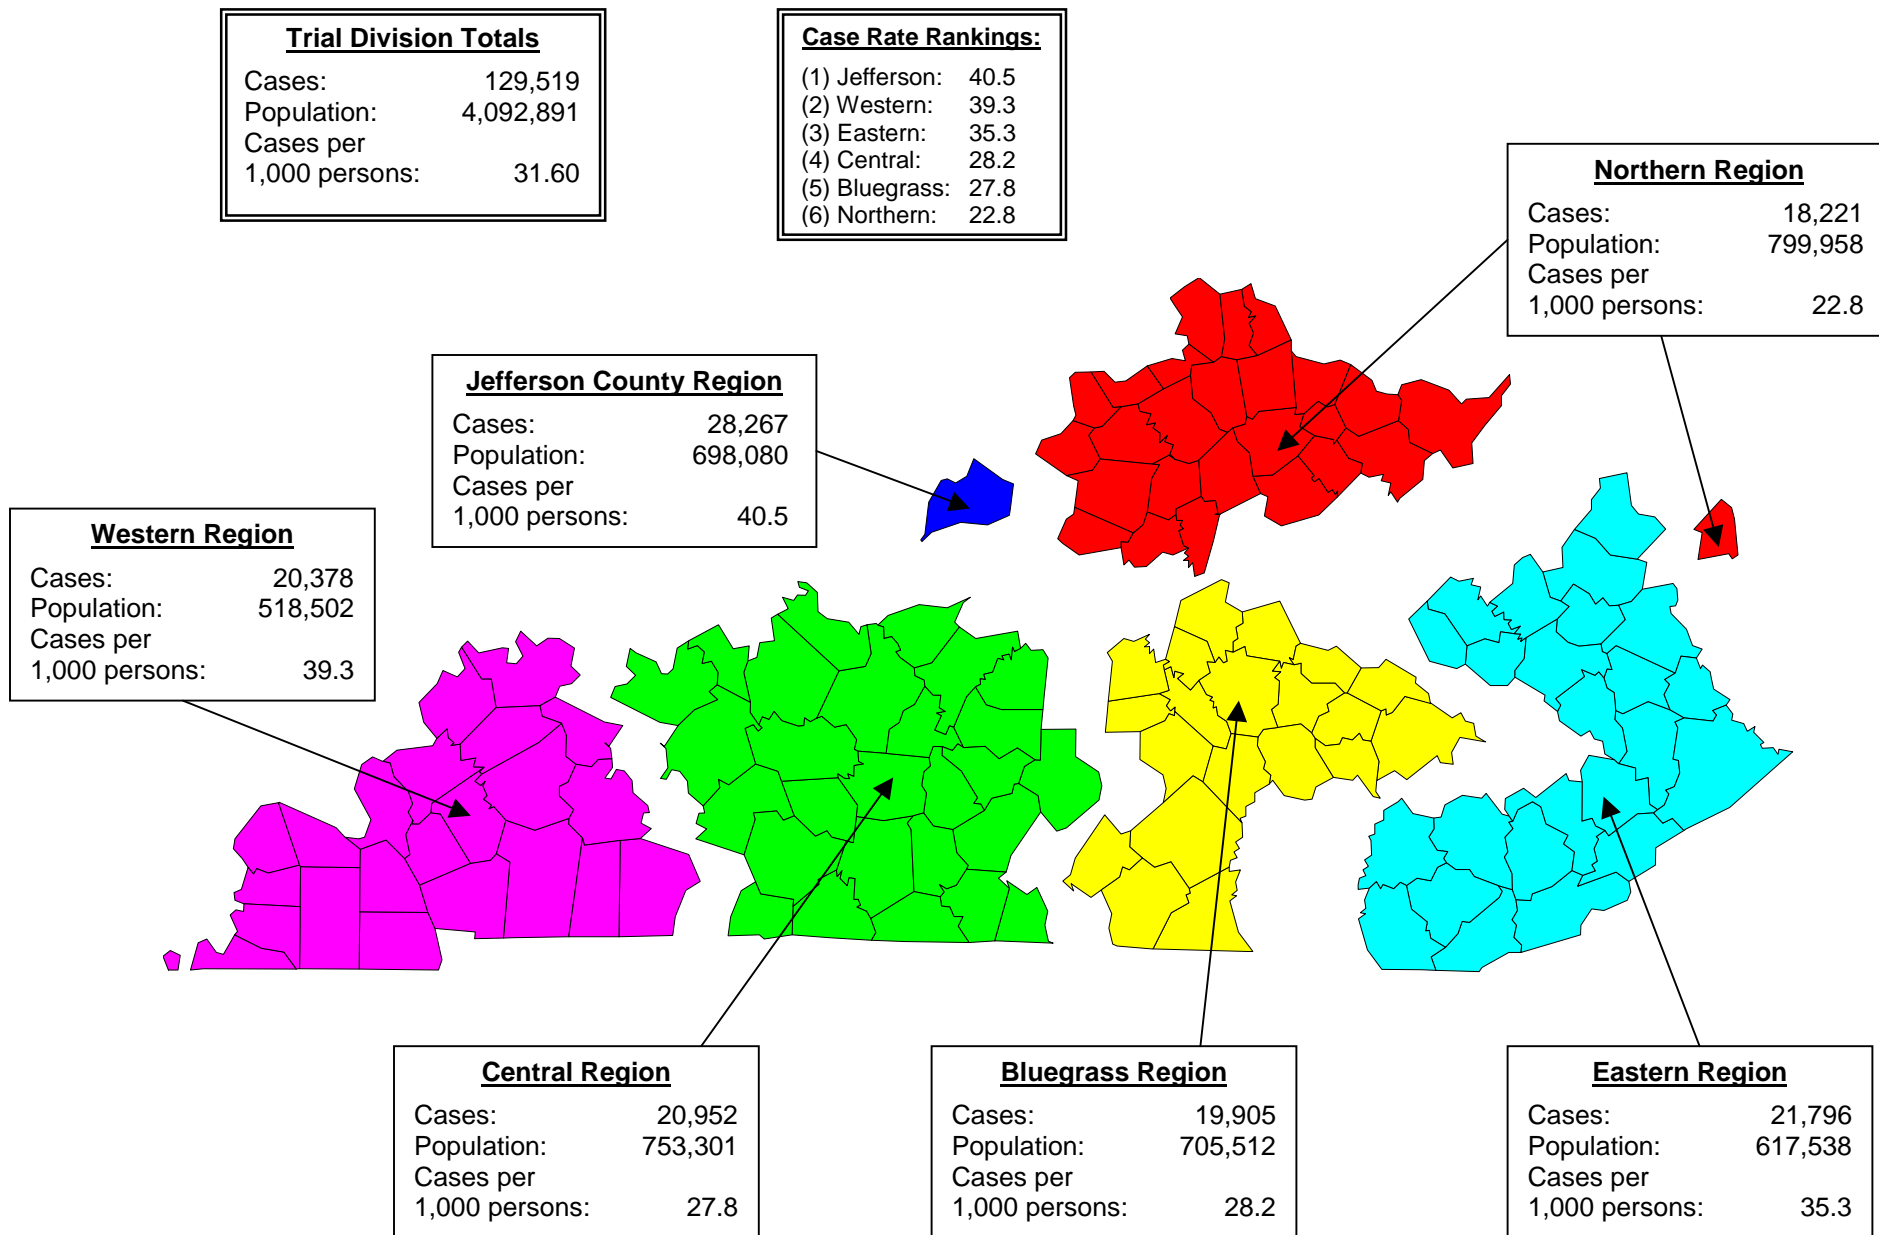 Trial Division Totals
Cases: 129,519
Population: 4,092,891
Cases per
1,000 persons: 31.60
Case Rate Rankings:
(1) Jefferson: 40.5
(2) Western: 39.3
(3) Eastern: 35.3
(4) Central: 28.2
(5) Bluegrass: 27.8
(6) Northern: 22.8
Northern Region
Cases: 18,221
Population: 799,958
Cases per
1,000 persons: 22.8
Jefferson County Region
Cases: 28,267
Population: 698,080
Cases per
1,000 persons: 40.5
Western Region
Cases: 20,378
Population: 518,502
Cases per
1,000 persons: 39.3
Central Region
Cases: 20,952
Population: 753,301
Cases per
1,000 persons: 27.8
Bluegrass Region
Cases: 19,905
Population: 705,512
Cases per
1,000 persons: 28.2
Eastern Region
Cases: 21,796
Population: 617,538
Cases per
1,000 persons: 35.3